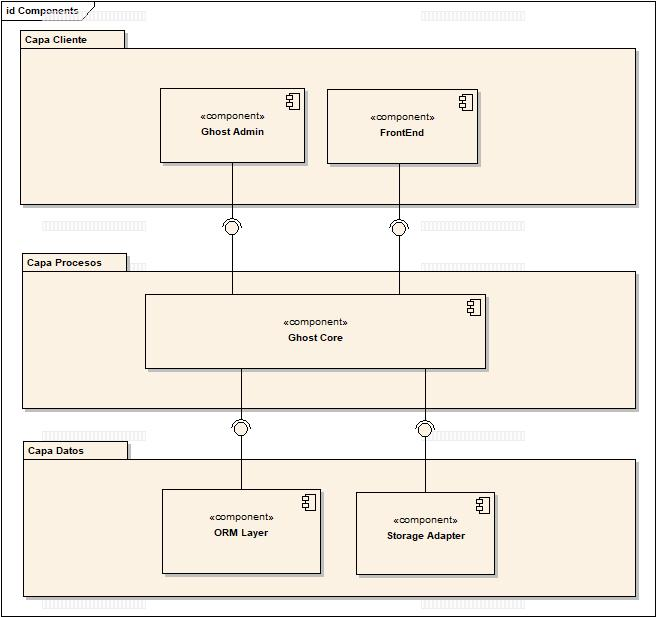 id Components
Capa Cliente
«component»
Ghost Admin
«component»
FrontEnd
Capa Procesos
«component»
Ghost Core
Capa Datos
«component»
ORM Layer
«component»
Storage Adapter